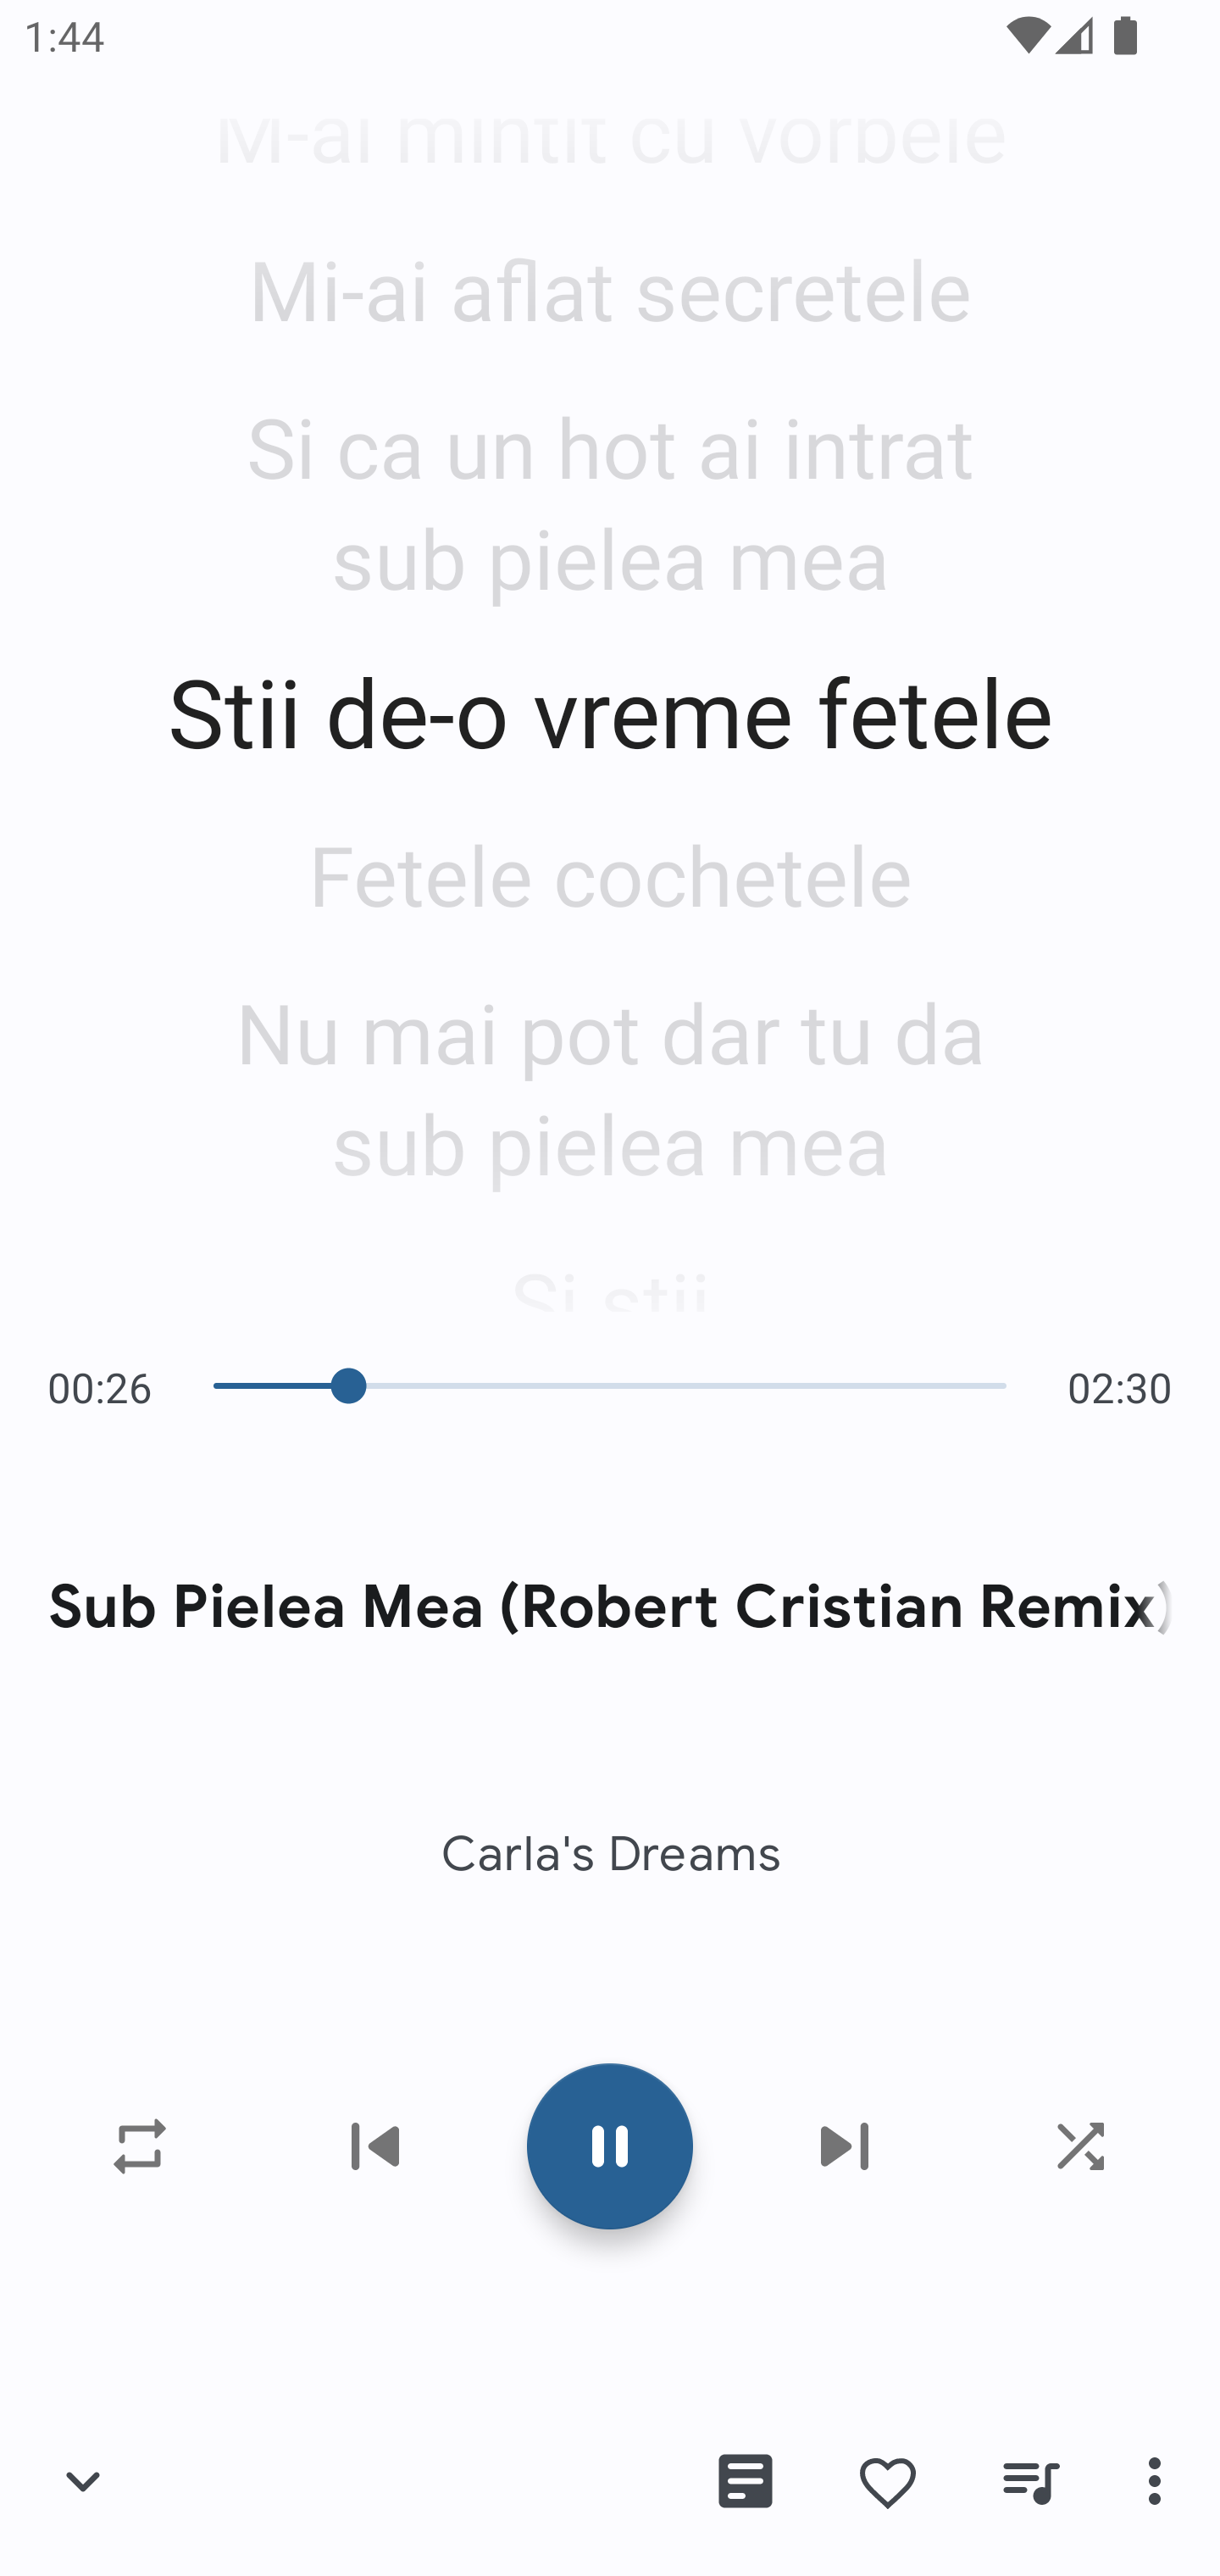 1:44
M-ai mintit cu vorbele
Mi-ai aflat secretele
Si ca un hot ai intrat
sub pielea mea
Stii de-o vreme fetele
Fetele cochetele
Nu mai pot dar tu da
sub pielea mea
Si stii
00:26
02:30
Sub Pielea Mea (Robert Cristian Remix)
Carla's Dreams